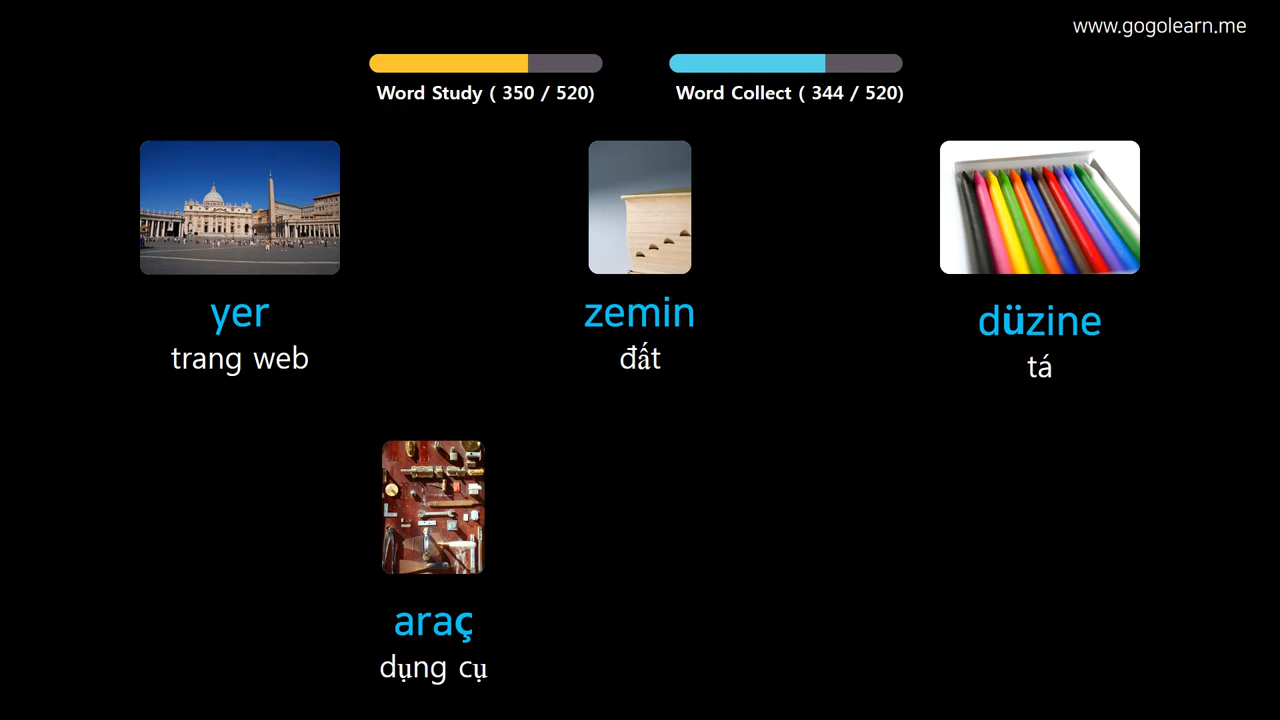 www.gogolearn.me
Word Study ( 350 / 520)
Word Collect ( 344 / 520)
yer
trang web
zemin
đất
düzine
tá
araç
dụng cụ